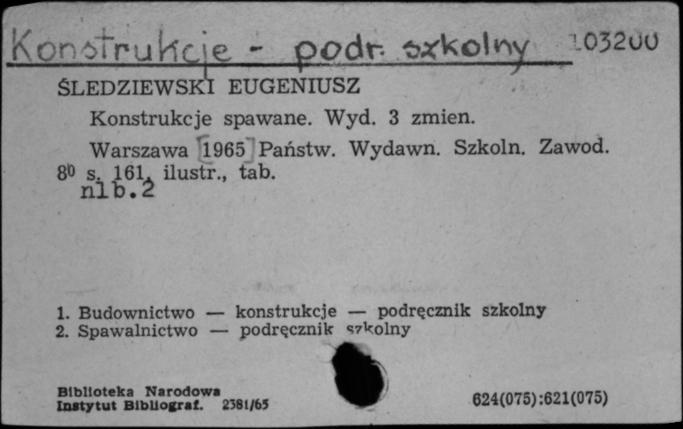 Konstrukcje - podr. szkolny 103200
ŚLEDZIEWSKI EUGENIUSZ
Konstrukcje spawane. Wyd. 3 zmien.
Warszawa [1965] Państw. Wydawn. Szkoln. Zawod.
8⁰ s. 161, ilustr., tab.
nlb.2
1. Budownictwo — konstrukcje — podręcznik szkolny
2. Spawalnictwo — podręcznik szkolny
Biblioteka Narodowa
Instytut Bibliograf. 2381/65
624(075):621(075)